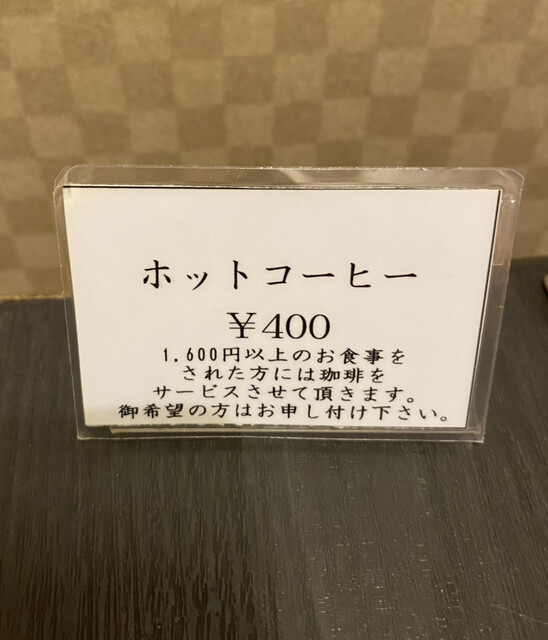 ホットコーヒー
￥400
1,600円以上のお食事を
された方には珈琲を
サービスさせて頂きます。
御希望の方はお申し付け下さい。